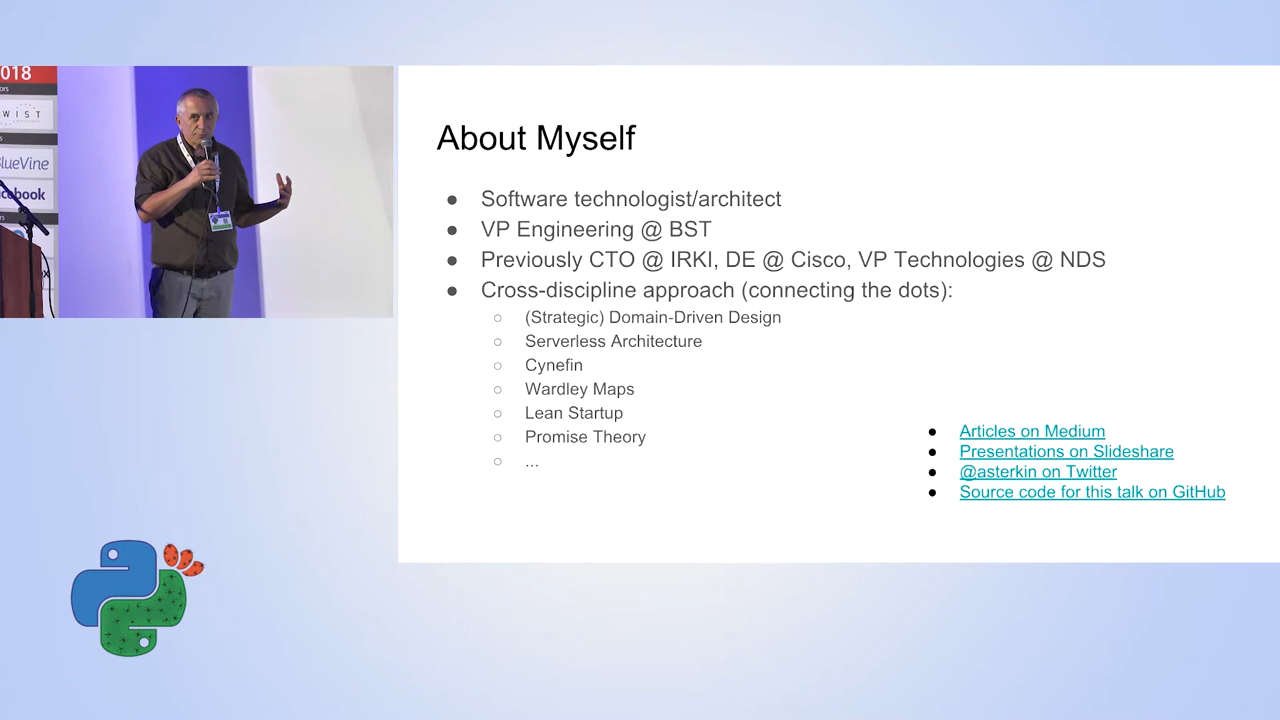 018
ors
WIST
BlueVine
cebook
About Myself
● Software technologist/architect
● VP Engineering @ BST
● Previously CTO @ IRKI, DE @ Cisco, VP Technologies @ NDS
● Cross-discipline approach (connecting the dots):
○ (Strategic) Domain-Driven Design
○ Serverless Architecture
○ Cynefin
○ Wardley Maps
○ Lean Startup
○ Promise Theory
○ ...
● Articles on Medium
● Presentations on Slideshare
● @asterkin on Twitter
● Source code for this talk on GitHub